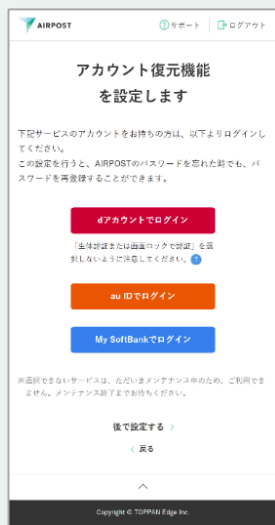 AIRPOST
サポート
ログアウト
アカウント復元機能
を設定します
下記サービスのアカウントをお持ちの方は、以下よりログインし
てください。
この設定を行うと、AIRPOSTのパスワードを忘れた時でも、パ
スワードを再登録することができます。
dアカウントでログイン
「生体認証または画面ロックで認証」を選
択しないように注意してください。
au IDでログイン
My SoftBankでログイン
※選択できないサービスは、ただいまメンテナンス中のため、ご利用でき
ません。メンテナンス終了までお待ちください。
後で設定する >
< 戻る
Copyright © TOPPAN Edge Inc.